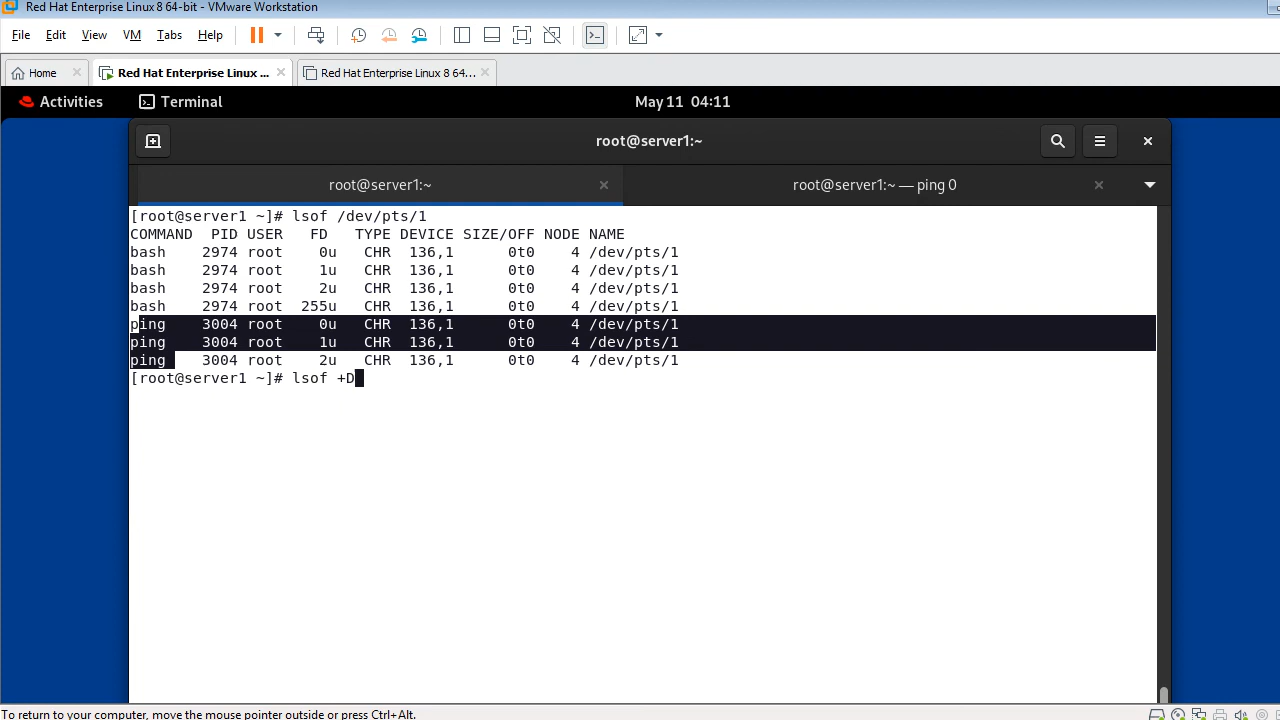 Red Hat Enterprise Linux 8 64-bit - VMware Workstation
File Edit View VM Tabs Help
Home Red Hat Enterprise Linux ... Red Hat Enterprise Linux 8 64...
Activities Terminal May 11 04:11
root@server1:~
root@server1:~ root@server1:~ — ping 0
[root@server1 ~]# lsof /dev/pts/1
COMMAND PID USER FD TYPE DEVICE SIZE/OFF NODE NAME
bash 2974 root 0u CHR 136,1 0t0 4 /dev/pts/1
bash 2974 root 1u CHR 136,1 0t0 4 /dev/pts/1
bash 2974 root 2u CHR 136,1 0t0 4 /dev/pts/1
bash 2974 root 255u CHR 136,1 0t0 4 /dev/pts/1
ping 3004 root 0u CHR 136,1 0t0 4 /dev/pts/1
ping 3004 root 1u CHR 136,1 0t0 4 /dev/pts/1
ping 3004 root 2u CHR 136,1 0t0 4 /dev/pts/1
[root@server1 ~]# lsof +D
To return to your computer, move the mouse pointer outside or press Ctrl+Alt.